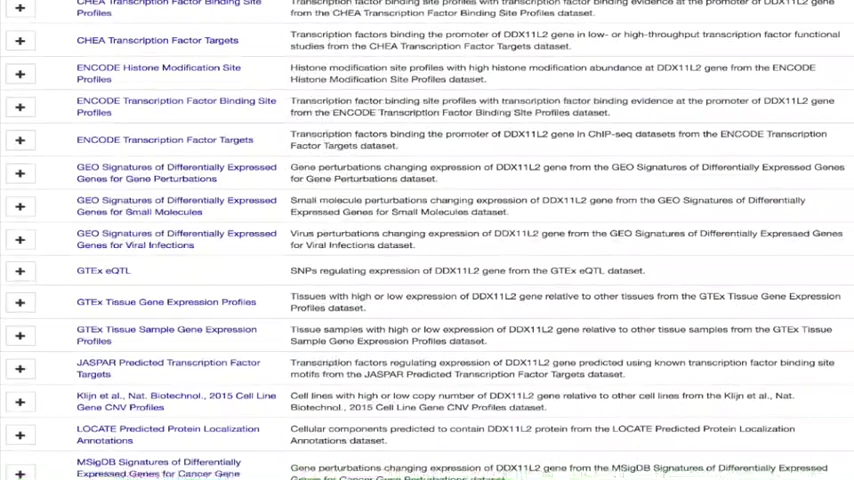 CHEA Transcription Factor Binding Site
Profiles
Transcription factor binding site profiles with transcription factor binding evidence at the promoter of DDX11L2 gene
from the CHEA Transcription Factor Binding Site Profiles dataset.
CHEA Transcription Factor Targets
Transcription factors binding the promoter of DDX11L2 gene in low- or high-throughput transcription factor functional
studies from the CHEA Transcription Factor Targets dataset.
ENCODE Histone Modification Site
Profiles
Histone modification site profiles with high histone modification abundance at DDX11L2 gene from the ENCODE
Histone Modification Site Profiles dataset.
ENCODE Transcription Factor Binding Site
Profiles
Transcription factor binding site profiles with transcription factor binding evidence at the promoter of DDX11L2 gene
from the ENCODE Transcription Factor Binding Site Profiles dataset.
ENCODE Transcription Factor Targets
Transcription factors binding the promoter of DDX11L2 gene in ChIP-seq datasets from the ENCODE Transcription
Factor Targets dataset.
GEO Signatures of Differentially Expressed
Genes for Gene Perturbations
Gene perturbations changing expression of DDX11L2 gene from the GEO Signatures of Differentially Expressed Genes
for Gene Perturbations dataset.
GEO Signatures of Differentially Expressed
Genes for Small Molecules
Small molecule perturbations changing expression of DDX11L2 gene from the GEO Signatures of Differentially
Expressed Genes for Small Molecules dataset.
GEO Signatures of Differentially Expressed
Genes for Viral Infections
Virus perturbations changing expression of DDX11L2 gene from the GEO Signatures of Differentially Expressed Genes
for Viral Infections dataset.
GTEx eQTL
SNPs regulating expression of DDX11L2 gene from the GTEx eQTL dataset.
GTEx Tissue Gene Expression Profiles
Tissues with high or low expression of DDX11L2 gene relative to other tissues from the GTEx Tissue Gene Expression
Profiles dataset.
GTEx Tissue Sample Gene Expression
Profiles
Tissue samples with high or low expression of DDX11L2 gene relative to other tissue samples from the GTEx Tissue
Sample Gene Expression Profiles dataset.
JASPAR Predicted Transcription Factor
Targets
Transcription factors regulating expression of DDX11L2 gene predicted using known transcription factor binding site
motifs from the JASPAR Predicted Transcription Factor Targets dataset.
Klijn et al., Nat. Biotechnol., 2015 Cell Line
Gene CNV Profiles
Cell lines with high or low copy number of DDX11L2 gene relative to other cell lines from the Klijn et al., Nat.
Biotechnol., 2015 Cell Line Gene CNV Profiles dataset.
LOCATE Predicted Protein Localization
Annotations
Cellular components predicted to contain DDX11L2 protein from the LOCATE Predicted Protein Localization
Annotations dataset.
MSigDB Signatures of Differentially
Expressed Genes for Cancer Gene
Gene perturbations changing expression of DDX11L2 gene from the MSigDB Signatures of Differentially Expressed
Genes for Cancer Gene Perturbations dataset.